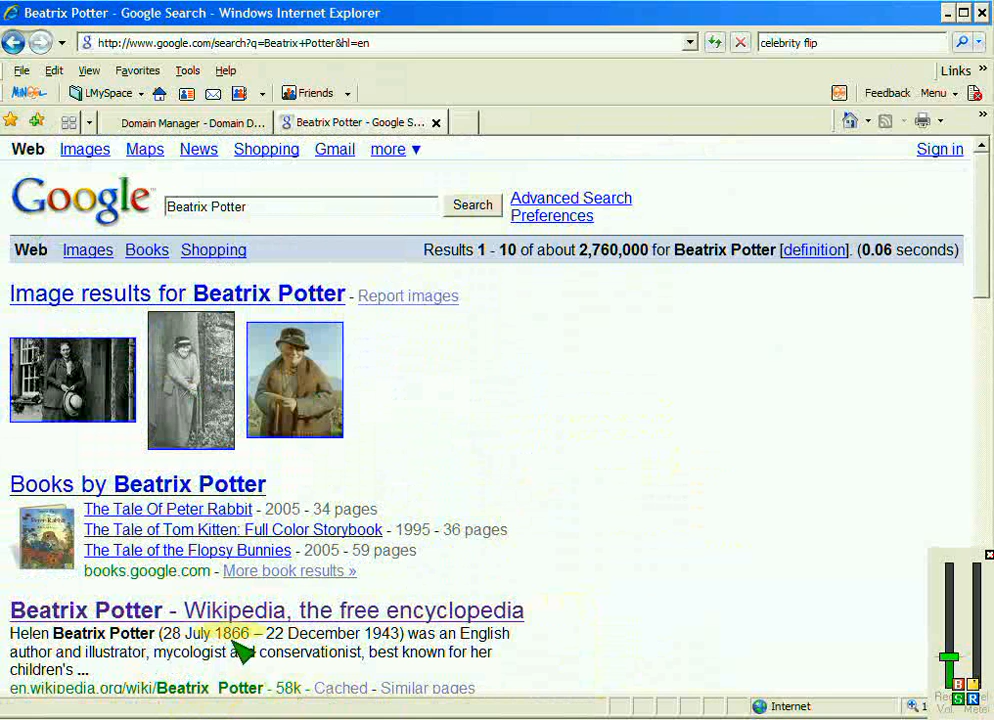 Beatrix Potter - Google Search - Windows Internet Explorer
http://www.google.com/search?q=Beatrix+Potter&hl=en
celebrity flip
File Edit View Favorites Tools Help
Links »
MySpace Friends Feedback Menu
Domain Manager - Domain D...
Beatrix Potter - Google S...
Web Images Maps News Shopping Gmail more ▼ Sign in
Google
Beatrix Potter
Search
Advanced Search
Preferences
Web Images Books Shopping Results 1 - 10 of about 2,760,000 for Beatrix Potter [definition]. (0.06 seconds)
Image results for Beatrix Potter - Report images
Books by Beatrix Potter
The Tale Of Peter Rabbit - 2005 - 34 pages
The Tale of Tom Kitten: Full Color Storybook - 1995 - 36 pages
The Tale of the Flopsy Bunnies - 2005 - 59 pages
books.google.com - More book results »
Beatrix Potter - Wikipedia, the free encyclopedia
Helen Beatrix Potter (28 July 1866 – 22 December 1943) was an English
author and illustrator, mycologist conservationist, best known for her
children's ...
en.wikipedia.org/wiki/Beatrix_Potter - 58k - Cached - Similar pages
Internet
B
S R